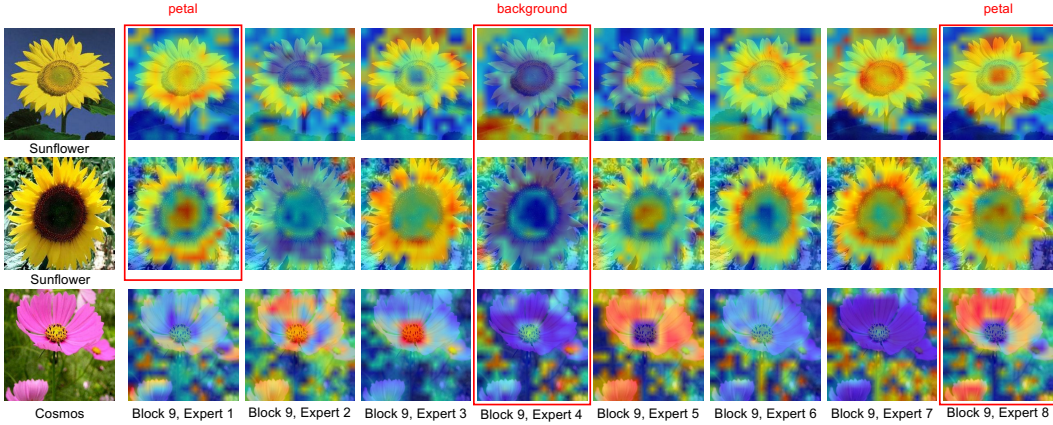 petal
background
petal
Sunflower
Sunflower
Cosmos
Block 9, Expert 1
Block 9, Expert 2
Block 9, Expert 3
Block 9, Expert 4
Block 9, Expert 5
Block 9, Expert 6
Block 9, Expert 7
Block 9, Expert 8